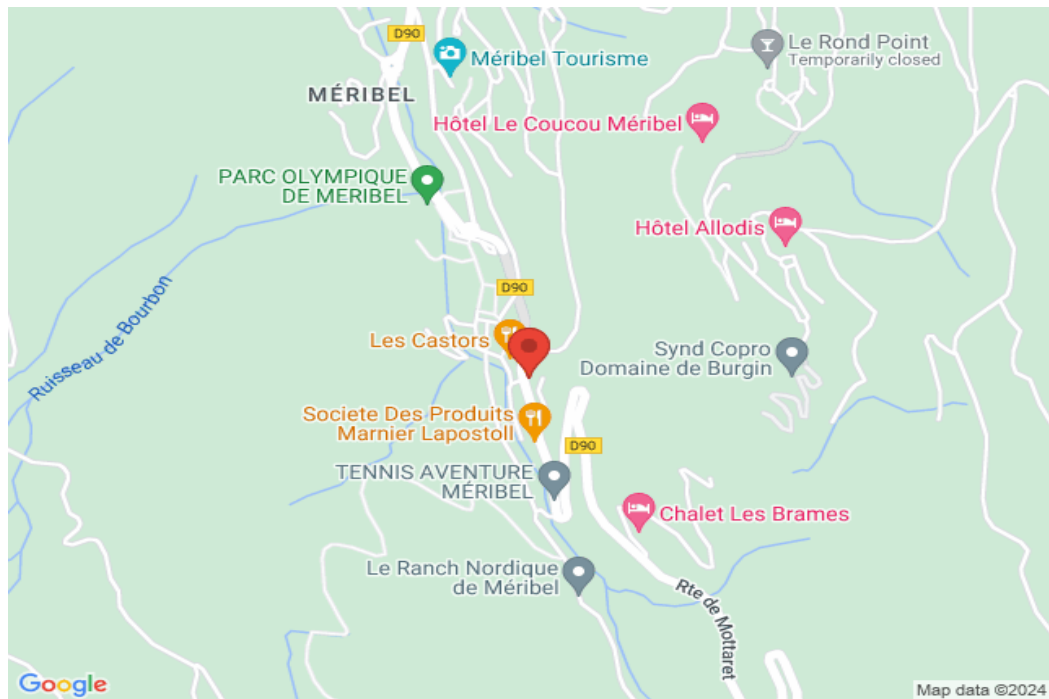 D90
Méribel Tourisme
Le Rond Point
Temporarily closed
MÉRIBEL
Hôtel Le Coucou Méribel
PARC OLYMPIQUE
DE MERIBEL
Hôtel Allodis
Ruisseau de Bourbon
D90
Les Castors
Synd Copro
Domaine de Burgin
Societe Des Produits
Marnier Lapostoll
D90
TENNIS AVENTURE
MÉRIBEL
Chalet Les Brames
Le Ranch Nordique
de Méribel
Rte de Mottaret
Google
Map data ©2024